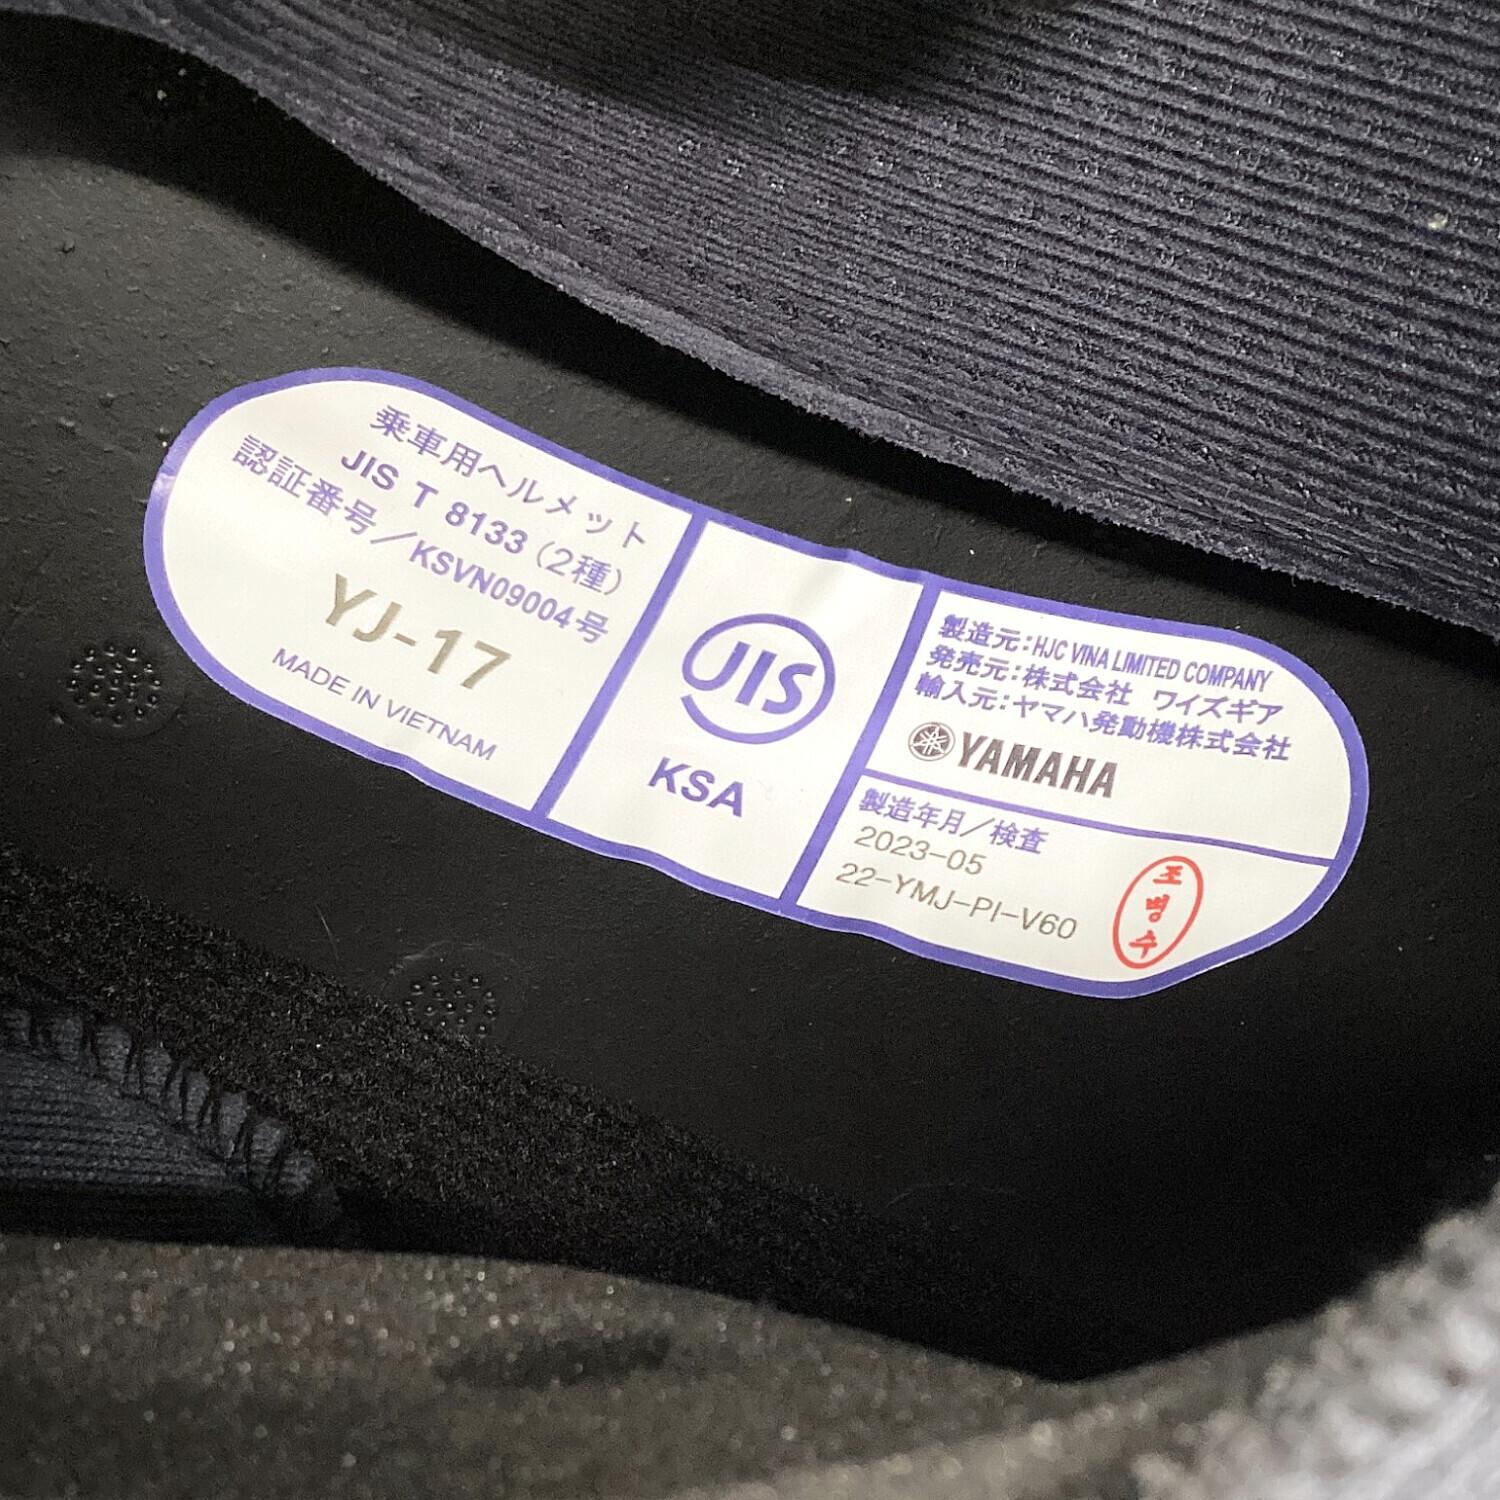 乗車用ヘルメット
JIS T 8133(2種)
認証番号/KSVN09004号
YJ-17
MADE IN VIETNAM
JIS
KSA
製造元:HJC VINA LIMITED COMPANY
発売元:株式会社 ワイズギア
輸入元:ヤマハ発動機株式会社
YAMAHA
製造年月/検査
2023-05
22-YMJ-PI-V60
조
명
수